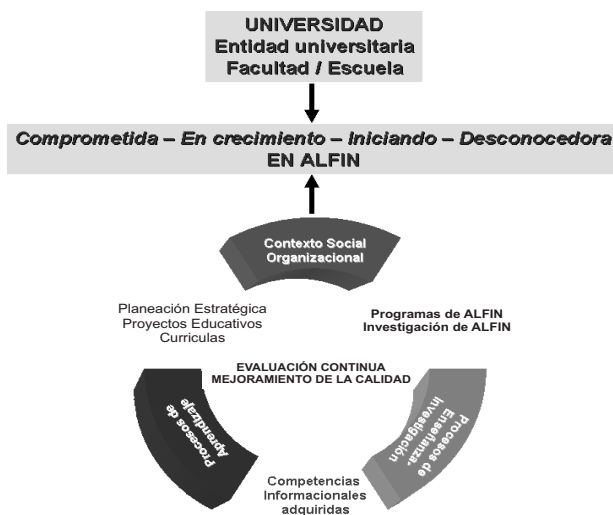 UNIVERSIDAD
Entidad universitaria
Facultad / Escuela
Comprometida – En crecimiento – Iniciando – Desconocedora
EN ALFIN
Contexto Social
Organizacional
Planeación Estratégica
Proyectos Educativos
Curriculas
Programas de ALFIN
Investigación de ALFIN
EVALUACIÓN CONTINUA
MEJORAMIENTO DE LA CALIDAD
Procesos de
Aprendizaje
Procesos de
Enseñanza-
Investigación
Competencias
Informacionales
adquiridas